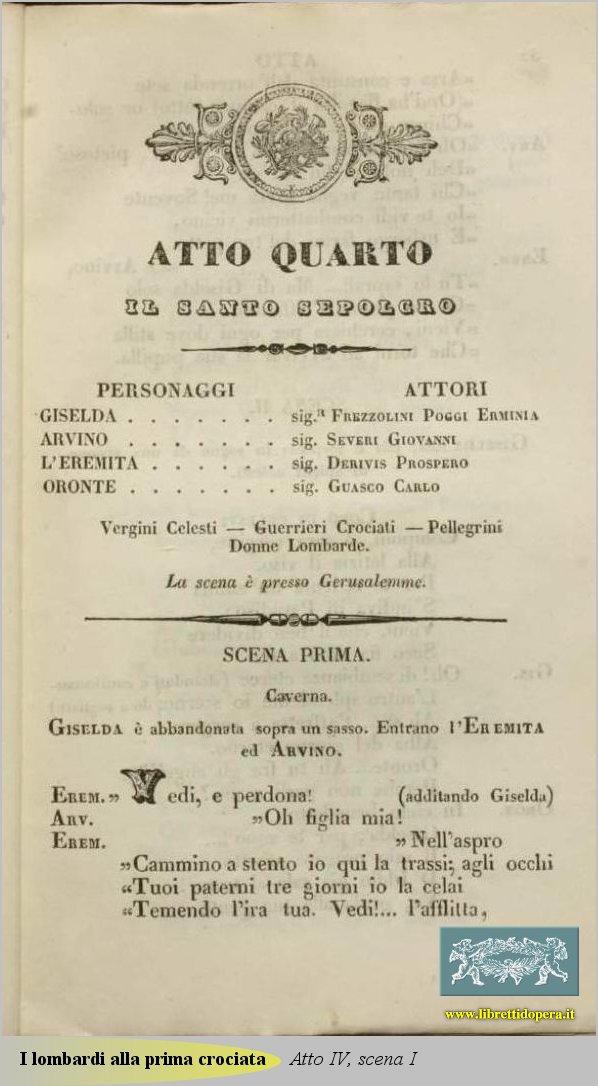 ATTO QUARTO
IL SANTO SEPOLCRO
PERSONAGGI ATTORI
GISELDA . . . . . . . sig.ª FREZZOLINI POGGI ERMINIA
ARVINO . . . . . . . sig. SEVERI GIOVANNI
L'EREMITA . . . . . . sig. DERIVIS PROSPERO
ORONTE . . . . . . . sig. GUASCO CARLO
Vergini Celesti — Guerrieri Crociati — Pellegrini
Donne Lombarde.
La scena è presso Gerusalemme.
SCENA PRIMA.
Caverna.
GISELDA è abbandonata sopra un sasso. Entrano l'EREMITA
ed ARVINO.
EREM. » Vedi, e perdona! (additando Giselda)
ARV. »Oh figlia mia!
EREM. » Nell'aspro
»Cammino a stento io qui la trassi; agli occhi
“Tuoi paterni tre giorni io la celai
“Temendo l'ira tua. Vedi!... l'afflitta,
www.librettidopera.it
I lombardi alla prima crociata Atto IV, scena I